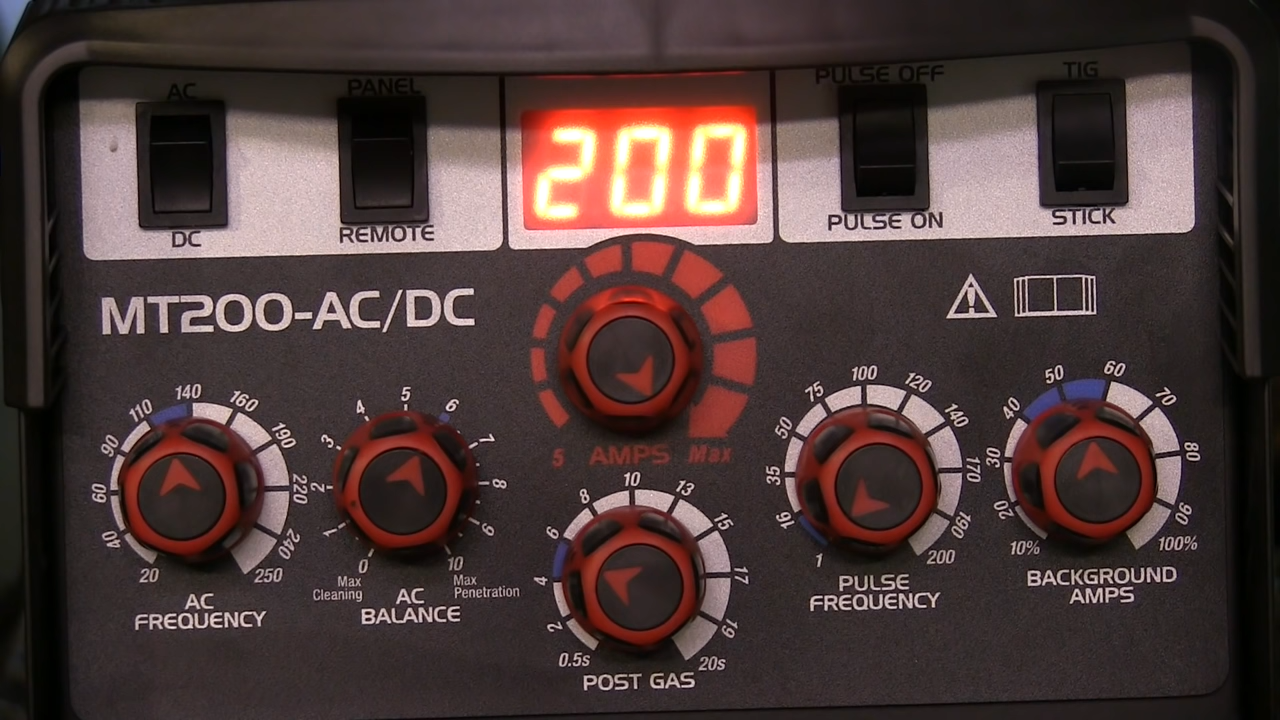 AC
PANEL
PULSE OFF
TIG
200
DC
REMOTE
PULSE ON
STICK
MT200-AC/DC
5 AMPS Max
20
40
60
90
110
140
160
190
220
240
250
AC
FREQUENCY
0
1
2
3
4
5
6
7
8
9
10
Max
Cleaning
Max
Penetration
AC
BALANCE
0.5s
2
4
6
8
10
13
15
17
19
20s
POST GAS
1
16
35
50
75
100
120
140
170
190
200
PULSE
FREQUENCY
10%
20
30
40
50
60
70
80
90
100%
BACKGROUND
AMPS